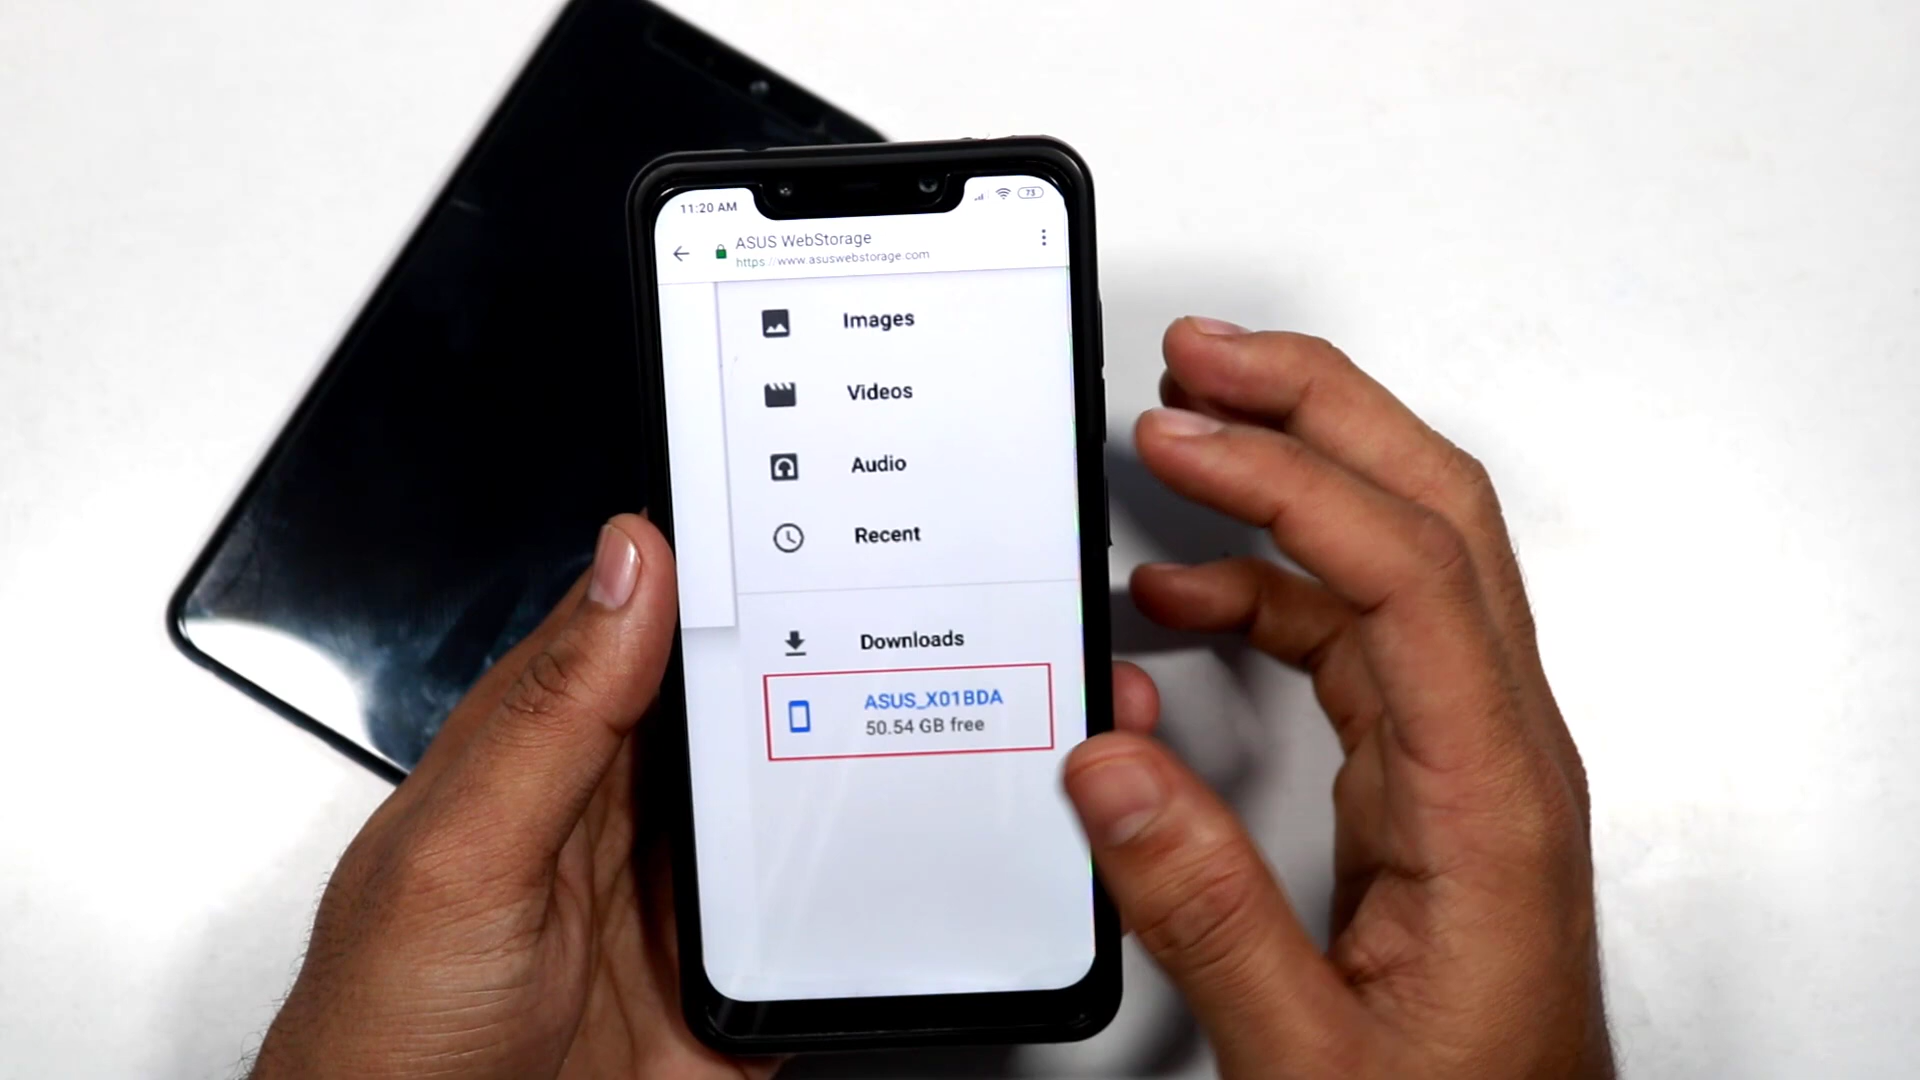 11:20 AM
73
ASUS WebStorage
https://www.asuswebstorage.com
Images
Videos
Audio
Recent
Downloads
ASUS_X01BDA
50.54 GB free